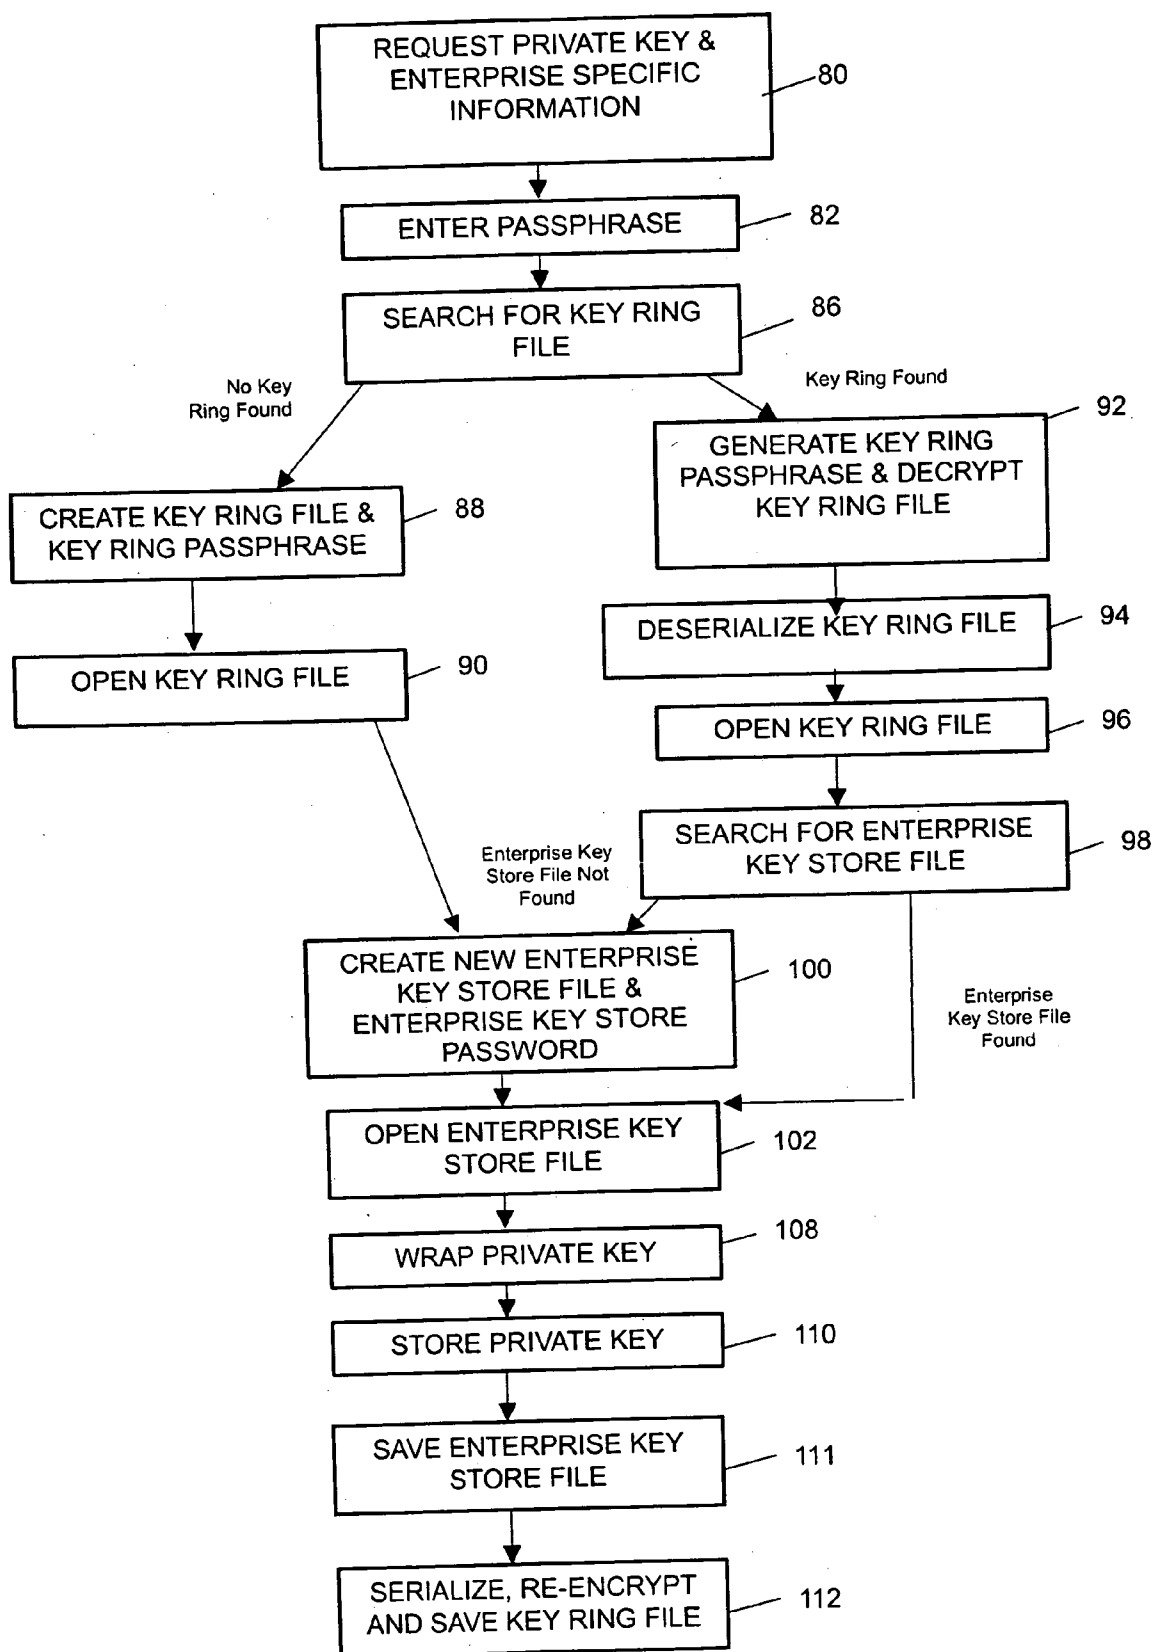 REQUEST PRIVATE KEY &
ENTERPRISE SPECIFIC
INFORMATION
80
ENTER PASSPHRASE
82
SEARCH FOR KEY RING
FILE
86
No Key
Ring Found
Key Ring Found
GENERATE KEY RING
PASSPHRASE & DECRYPT
KEY RING FILE
92
CREATE KEY RING FILE &
KEY RING PASSPHRASE
88
DESERIALIZE KEY RING FILE
94
OPEN KEY RING FILE
90
OPEN KEY RING FILE
96
SEARCH FOR ENTERPRISE
KEY STORE FILE
98
Enterprise Key
Store File Not
Found
CREATE NEW ENTERPRISE
KEY STORE FILE &
ENTERPRISE KEY STORE
PASSWORD
100
Enterprise
Key Store File
Found
OPEN ENTERPRISE KEY
STORE FILE
102
WRAP PRIVATE KEY
108
STORE PRIVATE KEY
110
SAVE ENTERPRISE KEY
STORE FILE
111
SERIALIZE, RE-ENCRYPT
AND SAVE KEY RING FILE
112